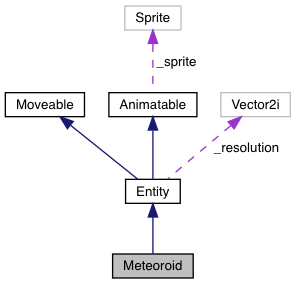 Sprite
_sprite
Moveable
Animatable
Vector2i
_resolution
Entity
Meteoroid